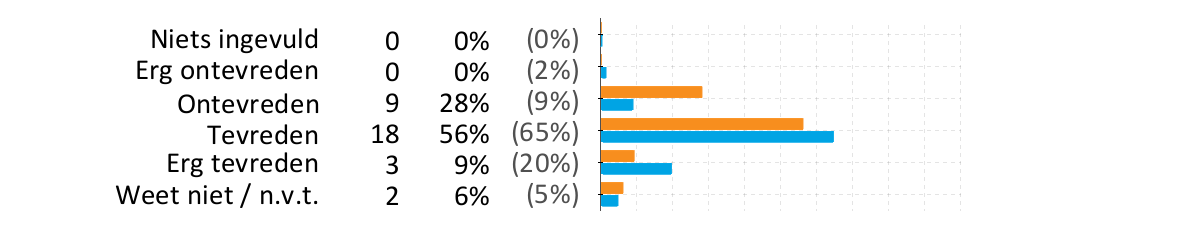 Niets ingevuld 0 0% (0%)
Erg ontevreden 0 0% (2%)
Ontevreden 9 28% (9%)
Tevreden 18 56% (65%)
Erg tevreden 3 9% (20%)
Weet niet / n.v.t. 2 6% (5%)